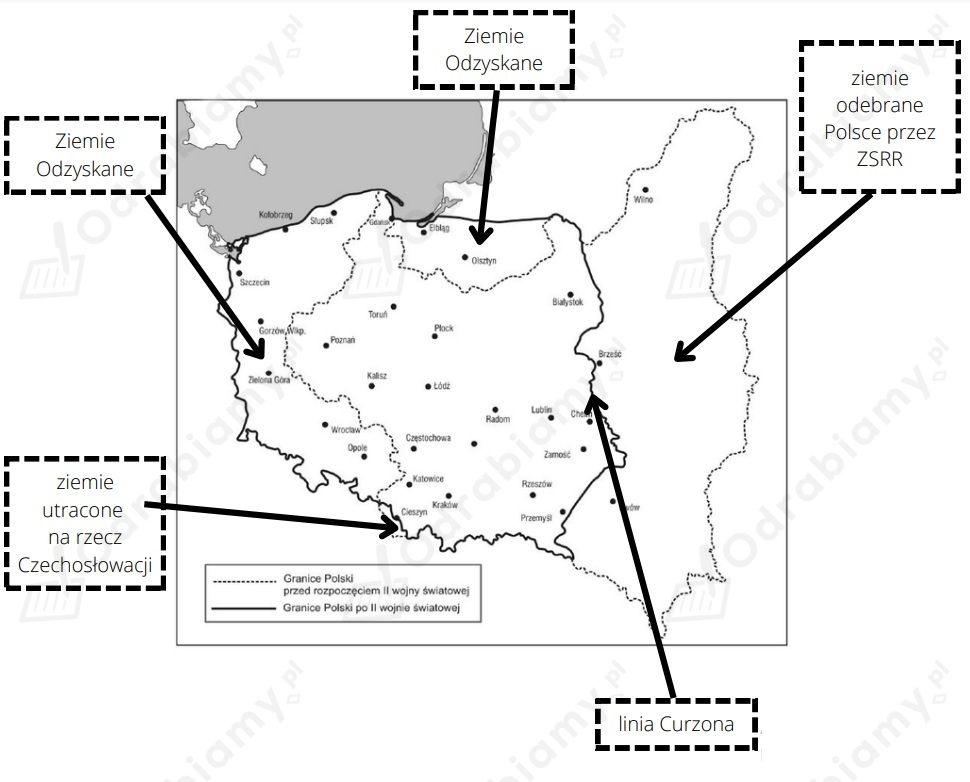 Ziemie
Odzyskane
ziemie
odebrane
Polsce przez
ZSRR
Ziemie
Odzyskane
Wilno
Kołobrzeg
Słupsk
Gdańsk
Elbląg
Olsztyn
Szczecin
Białystok
Toruń
Gorzów Wlkp.
Płock
Poznań
Brześć
Zielona Góra
Kalisz
Łódź
Radom
Lublin
Chełm
Wrocław
Częstochowa
Opole
Zamość
Katowice
Rzeszów
Kraków
Cieszyn
Przemyśl
ziemie
utracone
na rzecz
Czechosłowacji
Granice Polski
przed rozpoczęciem II wojny światowej
Granice Polski po II wojnie światowej
linia Curzona
Odrabiamy.pl